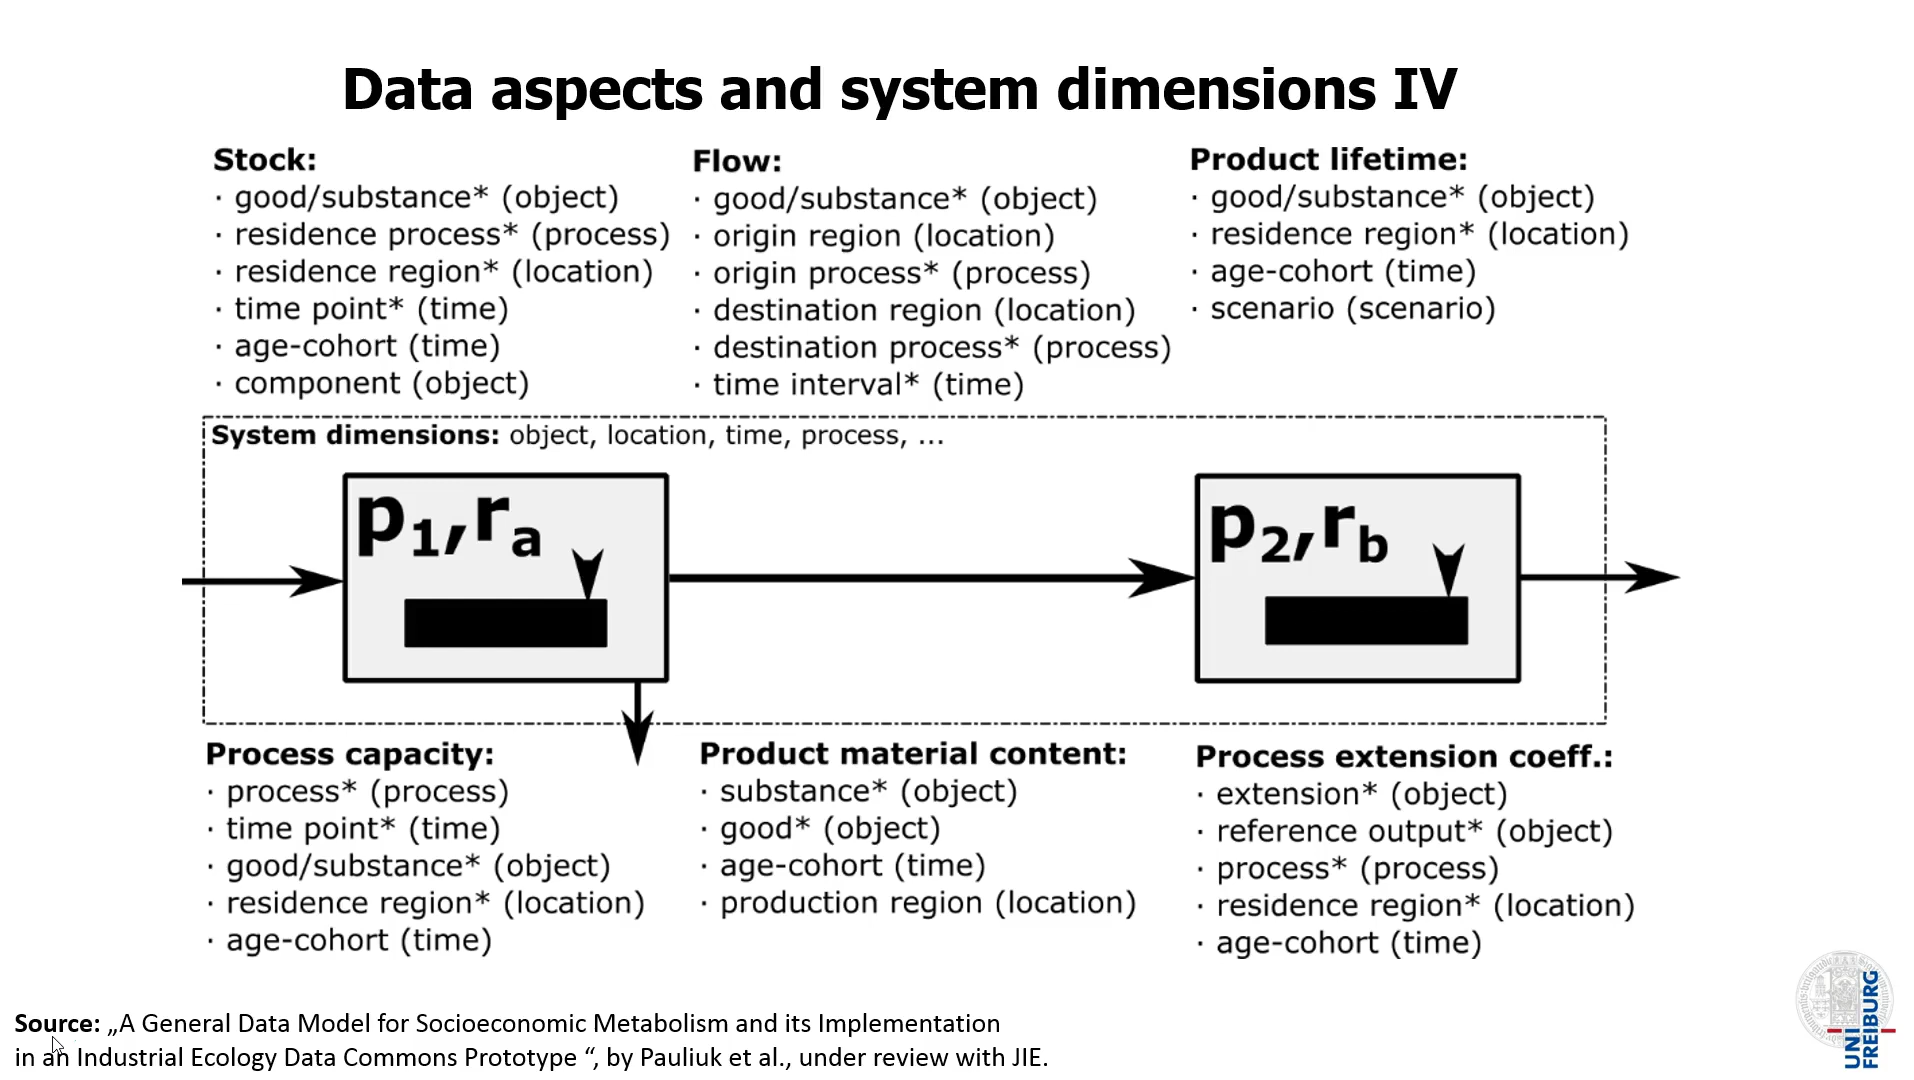 Data aspects and system dimensions IV
Stock:
· good/substance* (object)
· residence process* (process)
· residence region* (location)
· time point* (time)
· age-cohort (time)
· component (object)
Flow:
· good/substance* (object)
· origin region (location)
· origin process* (process)
· destination region (location)
· destination process* (process)
· time interval* (time)
Product lifetime:
· good/substance* (object)
· residence region* (location)
· age-cohort (time)
· scenario (scenario)
System dimensions: object, location, time, process, ...
p1,ra
p2,rb
Process capacity:
· process* (process)
· time point* (time)
· good/substance* (object)
· residence region* (location)
· age-cohort (time)
Product material content:
· substance* (object)
· good* (object)
· age-cohort (time)
· production region (location)
Process extension coeff.:
· extension* (object)
· reference output* (object)
· process* (process)
· residence region* (location)
· age-cohort (time)
Source: „A General Data Model for Socioeconomic Metabolism and its Implementation
in an Industrial Ecology Data Commons Prototype “, by Pauliuk et al., under review with JIE.
UNI
FREIBURG